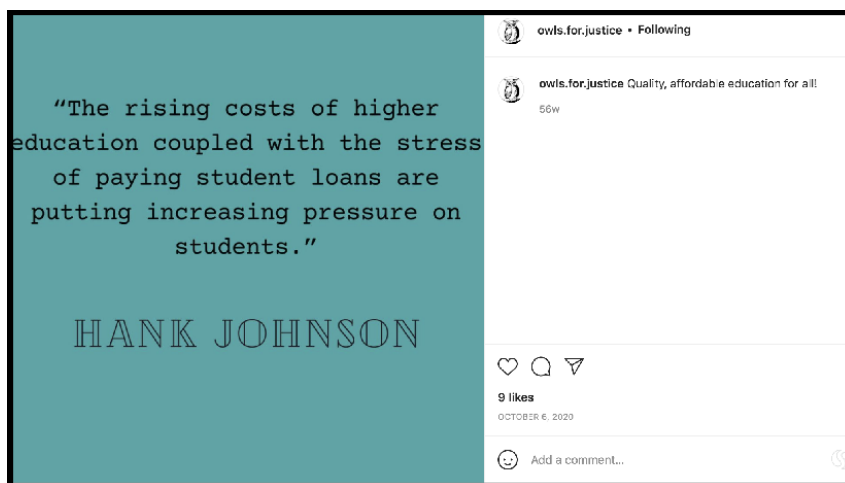 “The rising costs of higher
education coupled with the stress
of paying student loans are
putting increasing pressure on
students.”
HANK JOHNSON
owls.for.justice • Following
owls.for.justice Quality, affordable education for all!
56w
9 likes
OCTOBER 6, 2020
Add a comment...